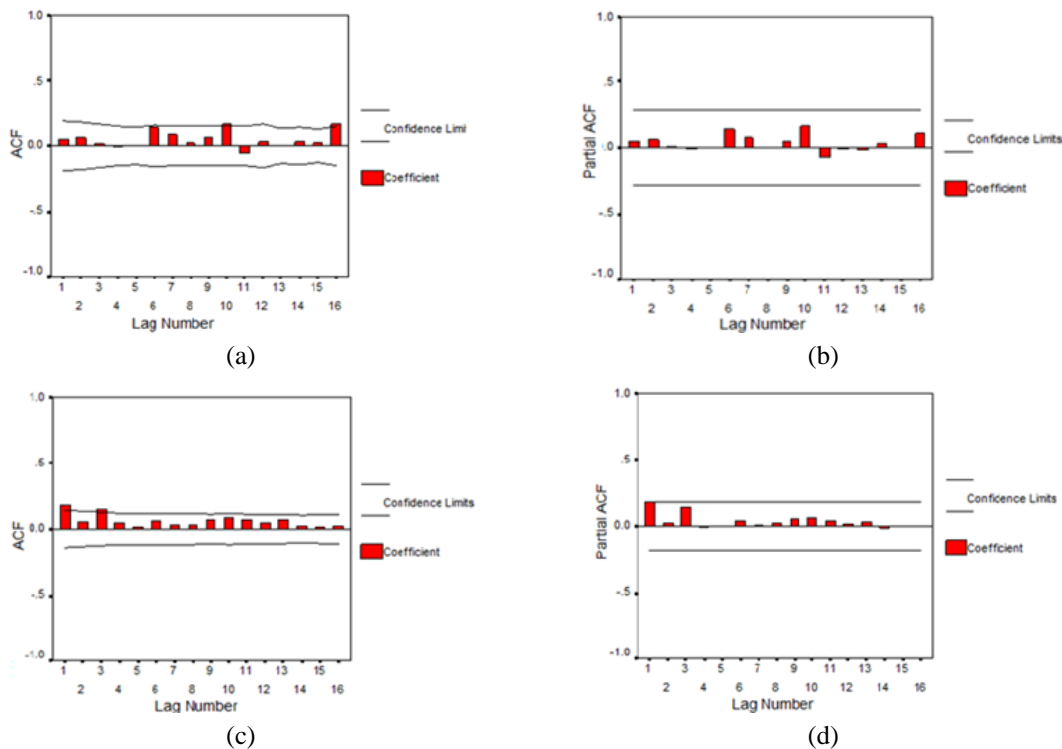 1.0
.5
0.0
-.5
-1.0
ACF
1 3 5 7 9 11 13 15
2 4 6 8 10 12 14 16
Lag Number
Confidence Limi
Coefficient
(a)
1.0
.5
0.0
-.5
-1.0
Partial ACF
1 3 5 7 9 11 13 15
2 4 6 8 10 12 14 16
Lag Number
Confidence Limits
Coefficient
(b)
1.0
.5
0.0
-.5
-1.0
ACF
1 3 5 7 9 11 13 15
2 4 6 8 10 12 14 16
Lag Number
Confidence Limits
Coefficient
(c)
1.0
.5
0.0
-.5
-1.0
Partial ACF
1 3 5 7 9 11 13 15
2 4 6 8 10 12 14 16
Lag Number
Confidence Limits
Coefficient
(d)